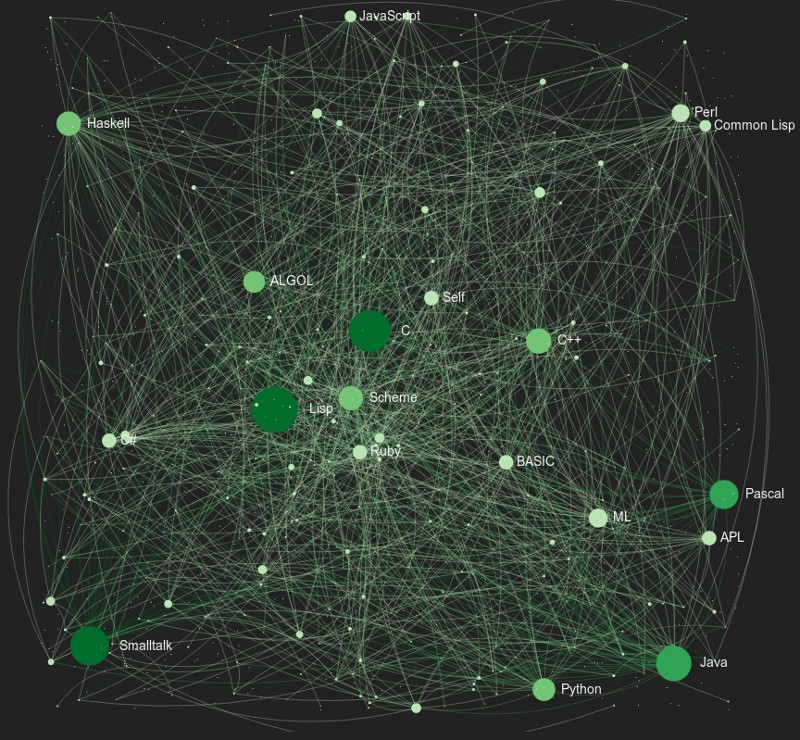 JavaScript
Haskell
Perl
Common Lisp
ALGOL
Self
C
C++
Scheme
Lisp
C#
Ruby
BASIC
Pascal
ML
APL
Smalltalk
Java
Python